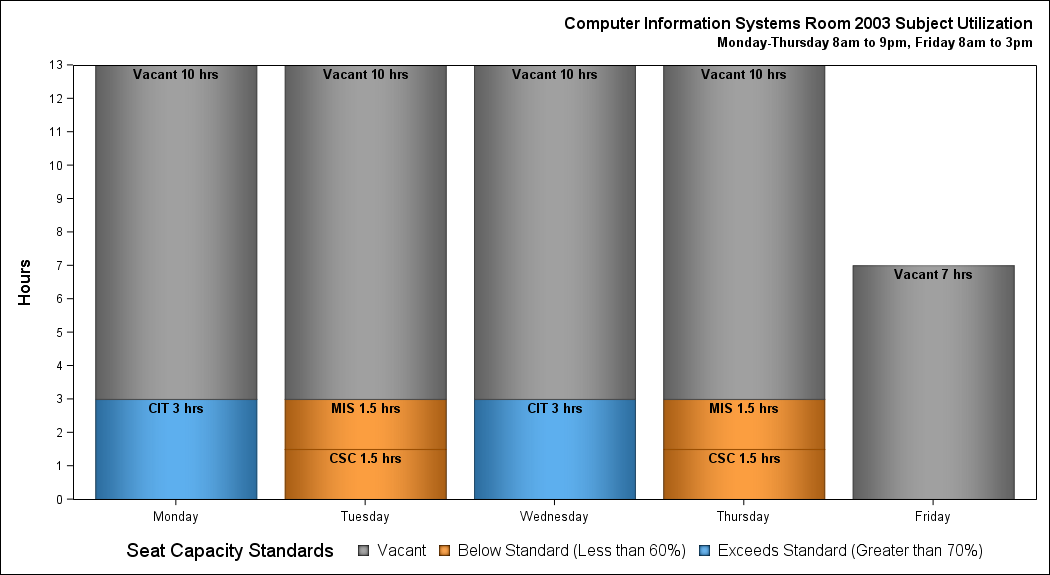 Computer Information Systems Room 2003 Subject Utilization
Monday-Thursday 8am to 9pm, Friday 8am to 3pm
Hours
13
12
11
10
9
8
7
6
5
4
3
2
1
0
Vacant 10 hrs
CIT 3 hrs
Vacant 10 hrs
MIS 1.5 hrs
CSC 1.5 hrs
Vacant 10 hrs
CIT 3 hrs
Vacant 10 hrs
MIS 1.5 hrs
CSC 1.5 hrs
Vacant 7 hrs
Monday Tuesday Wednesday Thursday Friday
Seat Capacity Standards Vacant Below Standard (Less than 60%) Exceeds Standard (Greater than 70%)